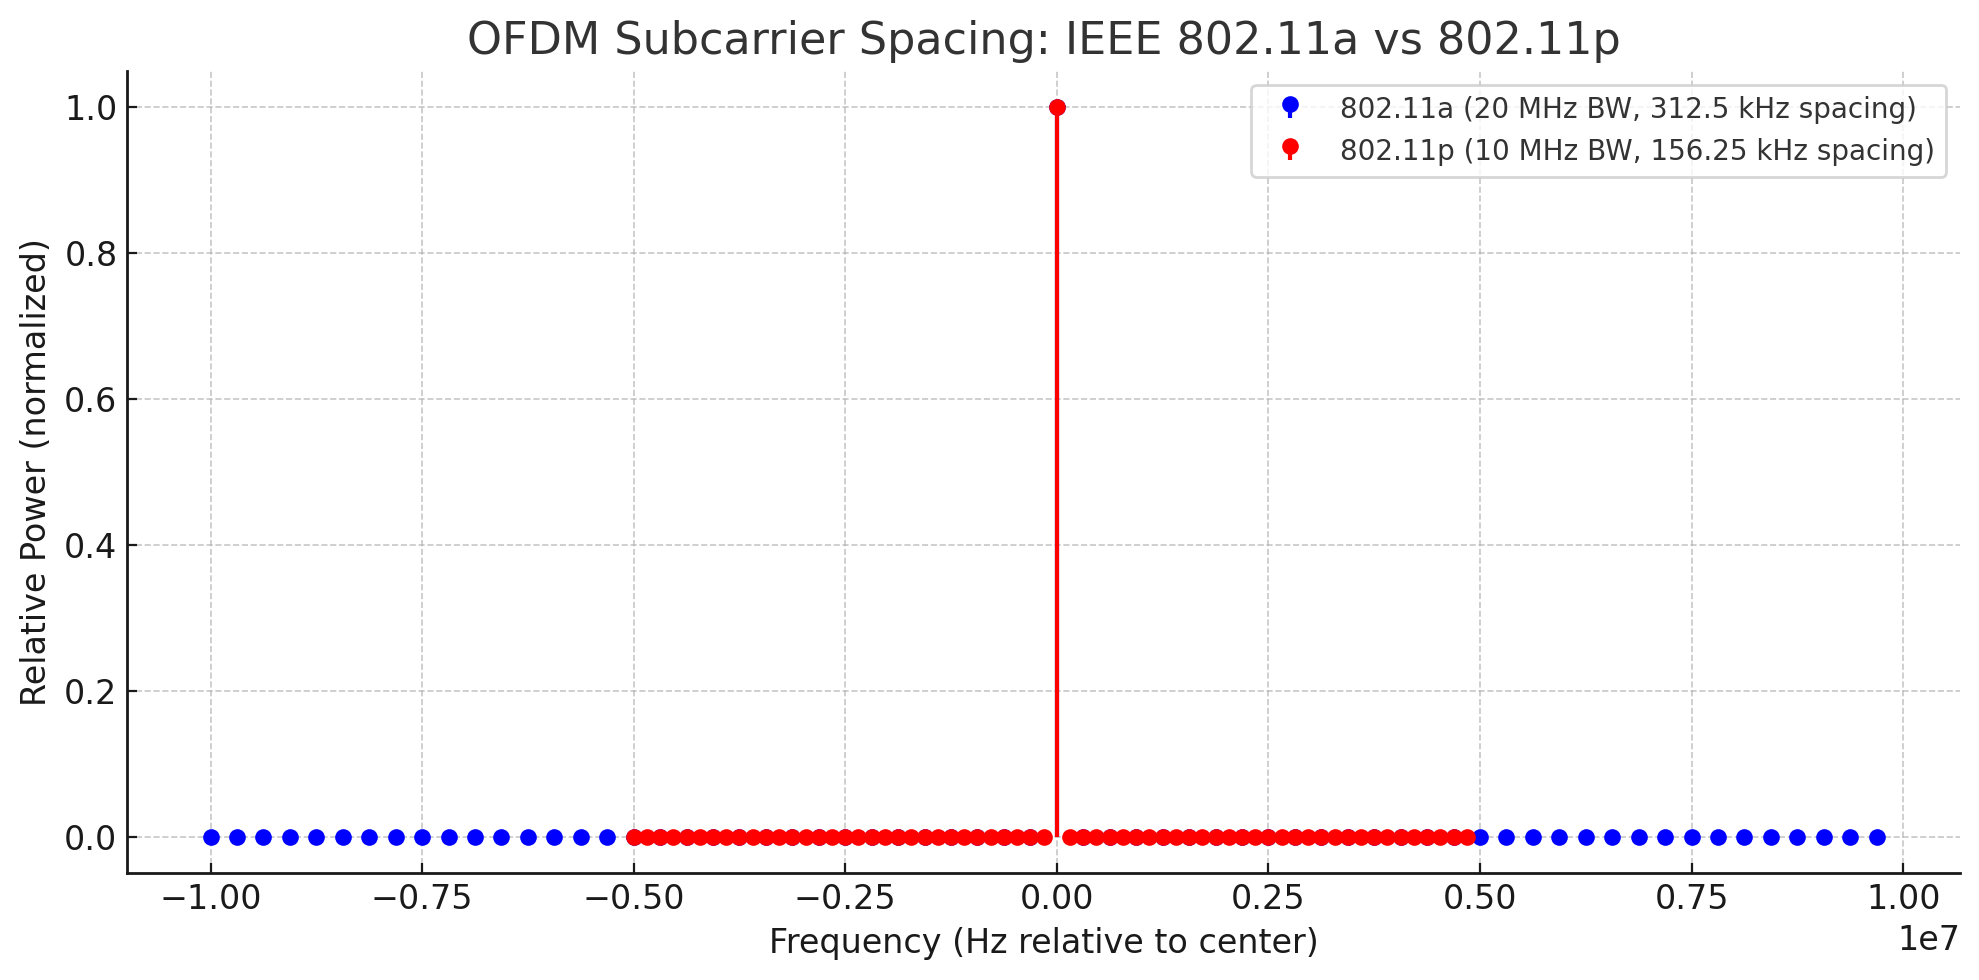 OFDM Subcarrier Spacing: IEEE 802.11a vs 802.11p
802.11a (20 MHz BW, 312.5 kHz spacing)
802.11p (10 MHz BW, 156.25 kHz spacing)
Relative Power (normalized)
1.0
0.8
0.6
0.4
0.2
0.0
−1.00 −0.75 −0.50 −0.25 0.00 0.25 0.50 0.75 1.00
1e7
Frequency (Hz relative to center)